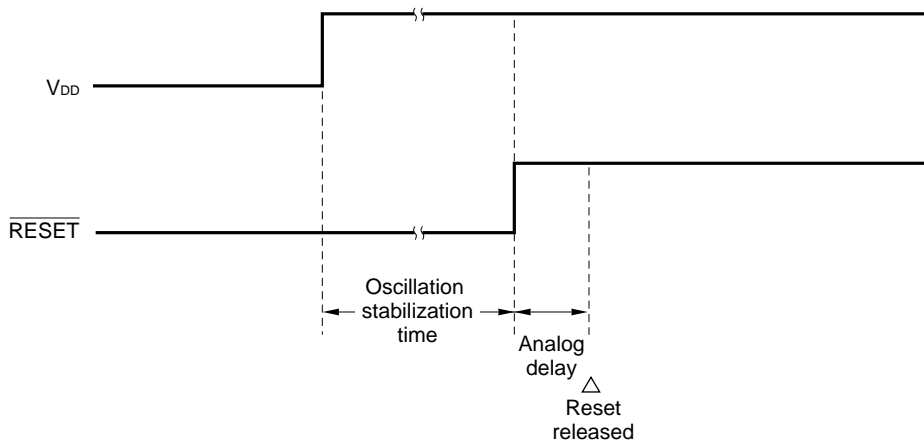 VDD
RESET
Oscillation
stabilization
time
Analog
delay
Reset
released